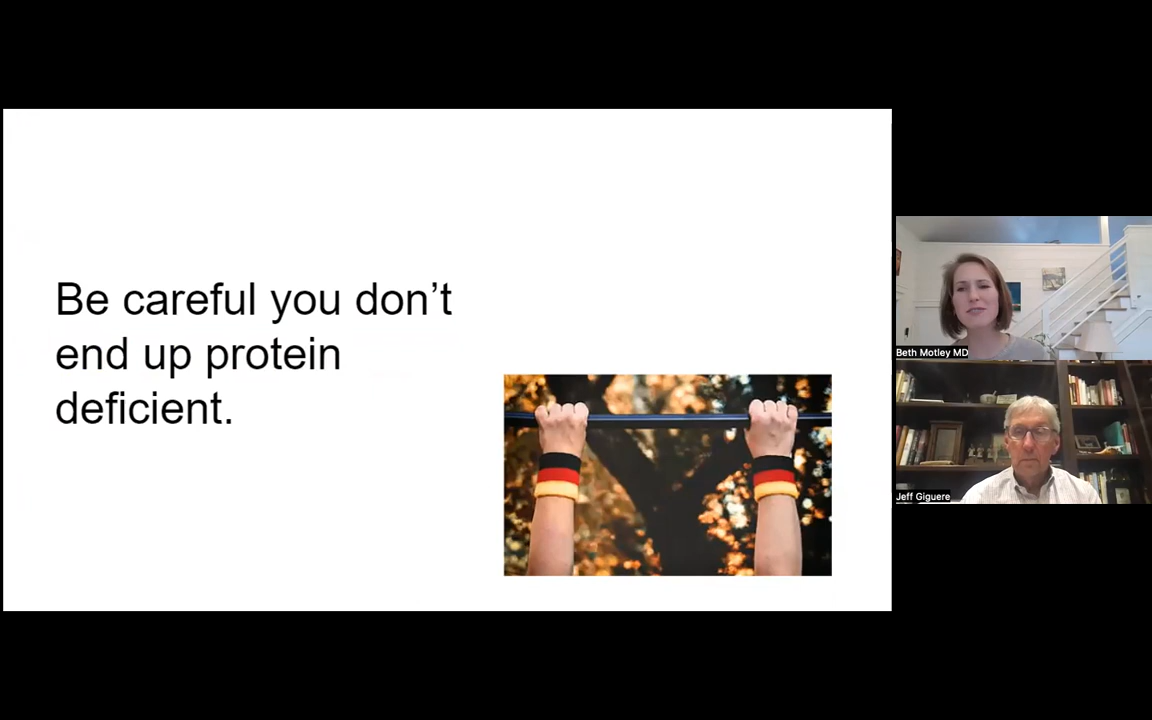 Be careful you don’t
end up protein
deficient.
Beth Motley MD
Jeff Giguere